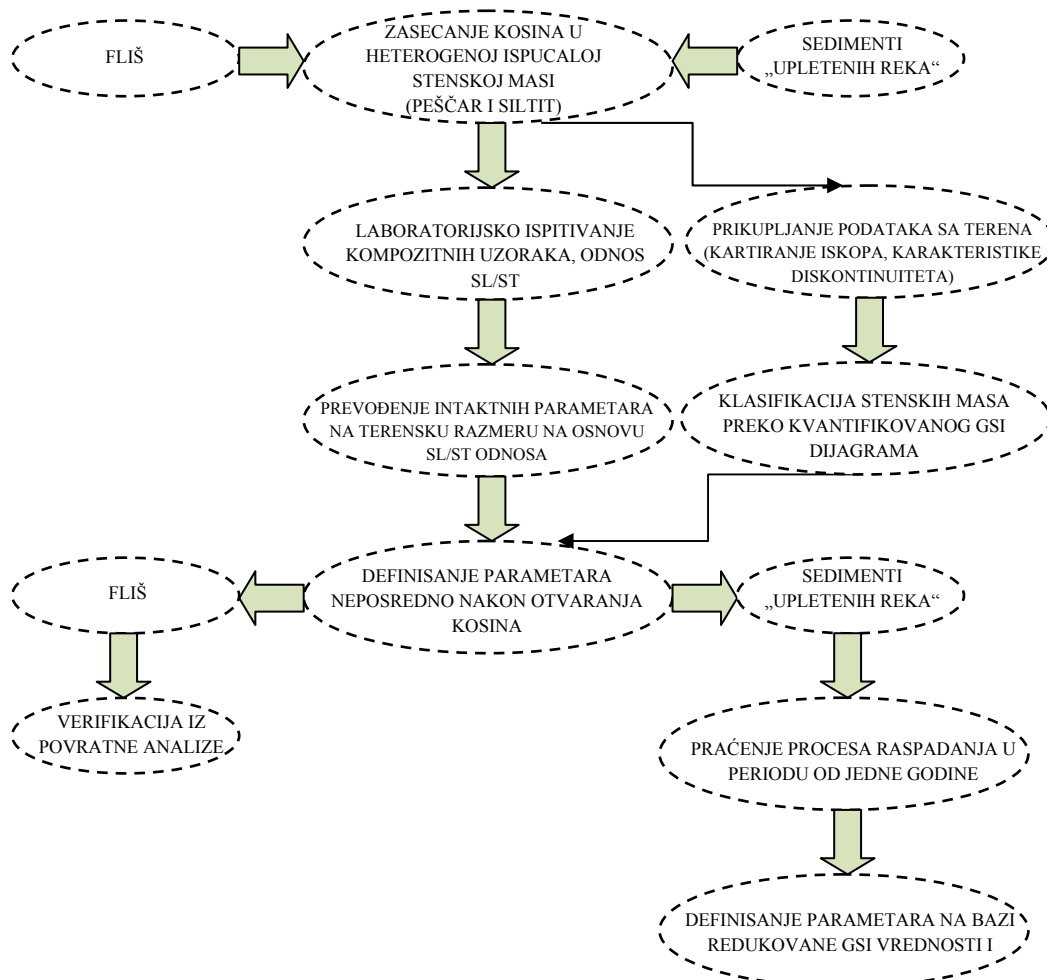 FLIŠ
ZASECANJE KOSINA U
HETEROGENOJ ISPUCALOJ
STENSKOJ MASI
(PEŠČAR I SILTIT)
SEDIMENTI
„UPLETENIH REKA“
LABORATORIJSKO ISPITIVANJE
KOMPOZITNIH UZORAKA, ODNOS
SL/ST
PRIKUPLJANJE PODATAKA SA TERENA
(KARTIRANJE ISKOPA, KARAKTERISTIKE
DISKONTINUITETA)
PREVOĐENJE INTAKTNIH PARAMETARA
NA TERENSKU RAZMERU NA OSNOVU
SL/ST ODNOSA
KLASIFIKACIJA STENSKIH MASA
PREKO KVANTIFIKOVANOG GSI
DIJAGRAMA
FLIŠ
DEFINISANJE PARAMETARA
NEPOSREDNO NAKON OTVARANJA
KOSINA
SEDIMENTI
„UPLETENIH REKA“
VERIFIKACIJA IZ
POVRATNE ANALIZE
PRAĆENJE PROCESA RASPADANJA U
PERIODU OD JEDNE GODINE
DEFINISANJE PARAMETARA NA BAZI
REDUKOVANE GSI VREDNOSTI I